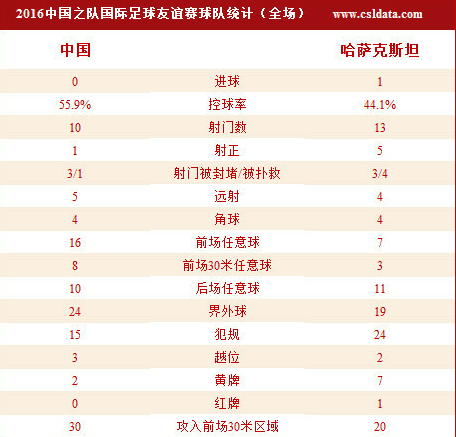 2016中国之队国际足球友谊赛球队统计（全场） www.csldata.com
中国 哈萨克斯坦
0 进球 1
55.9% 控球率 44.1%
10 射门数 13
1 射正 5
3/1 射门被封堵/被扑救 3/4
5 远射 4
4 角球 4
16 前场任意球 7
8 前场30米任意球 3
10 后场任意球 11
24 界外球 19
15 犯规 24
3 越位 2
2 黄牌 7
0 红牌 1
30 攻入前场30米区域 20